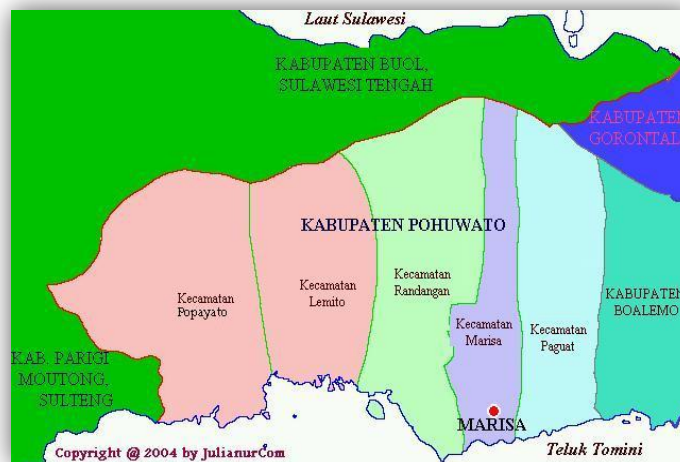 Laut Sulawesi
KABUPATEN BUOL,
SULAWESI TENGAH
KABUPATEN
GORONTAL
KABUPATEN POHUWATO
Kecamatan
Popayato
Kecamatan
Lemito
Kecamatan
Randangan
Kecamatan
Marisa
Kecamatan
Paguat
KABUPATEN
BOALEMO
KAB. PARIGI
MOUTONG,
SULTENG
MARISA
Teluk Tomini
Copyright @ 2004 by JulianurCom